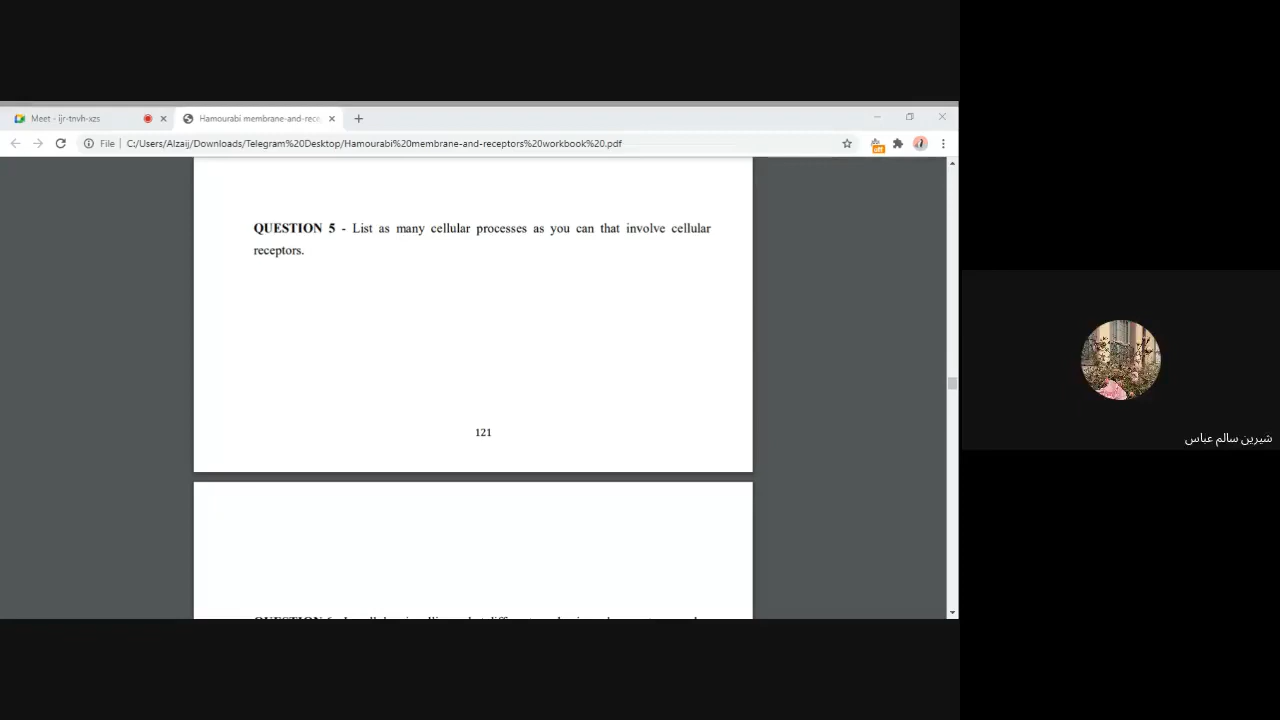 Meet - ijr-tnvh-xzs
Hamourabi membrane-and-rece
File
C:/Users/Alzaij/Downloads/Telegram%20Desktop/Hamourabi%20membrane-and-receptors%20workbook%20.pdf
off
QUESTION 5 - List as many cellular processes as you can that involve cellular
receptors.
121
شيرين سالم عباس